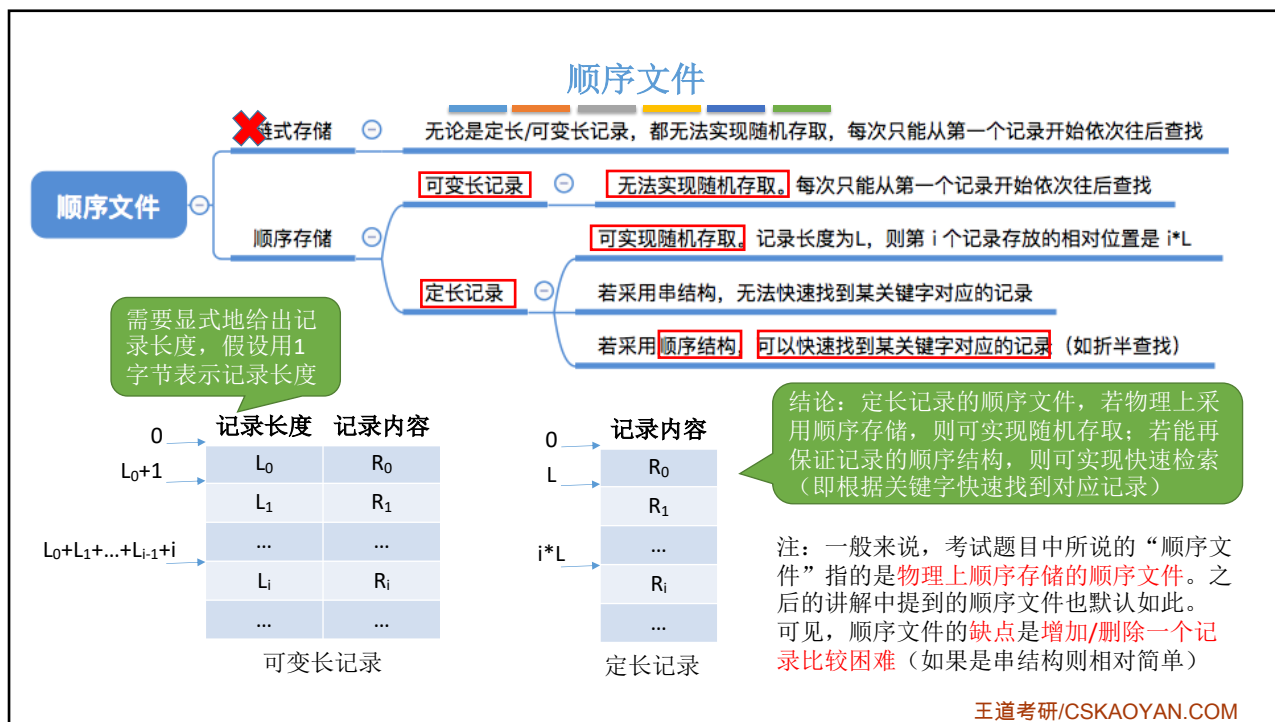 顺序文件
链式存储
无论是定长/可变长记录，都无法实现随机存取，每次只能从第一个记录开始依次往后查找
可变长记录
无法实现随机存取。每次只能从第一个记录开始依次往后查找
顺序文件
顺序存储
可实现随机存取。记录长度为L，则第 i 个记录存放的相对位置是 i*L
定长记录
若采用串结构，无法快速找到某关键字对应的记录
若采用顺序结构，可以快速找到某关键字对应的记录（如折半查找）
需要显式地给出记
录长度，假设用1
字节表示记录长度
记录长度 记录内容
0
L₀+1
L₀+L₁+...+Lᵢ₋₁+i
L₀ R₀
L₁ R₁
... ...
Lᵢ Rᵢ
... ...
可变长记录
记录内容
0
L
i*L
R₀
R₁
...
Rᵢ
...
定长记录
结论：定长记录的顺序文件，若物理上采
用顺序存储，则可实现随机存取；若能再
保证记录的顺序结构，则可实现快速检索
（即根据关键字快速找到对应记录）
注：一般来说，考试题目中所说的“顺序文
件”指的是物理上顺序存储的顺序文件。之
后的讲解中提到的顺序文件也默认如此。
可见，顺序文件的缺点是增加/删除一个记
录比较困难（如果是串结构则相对简单）
王道考研/CSKAOYAN.COM